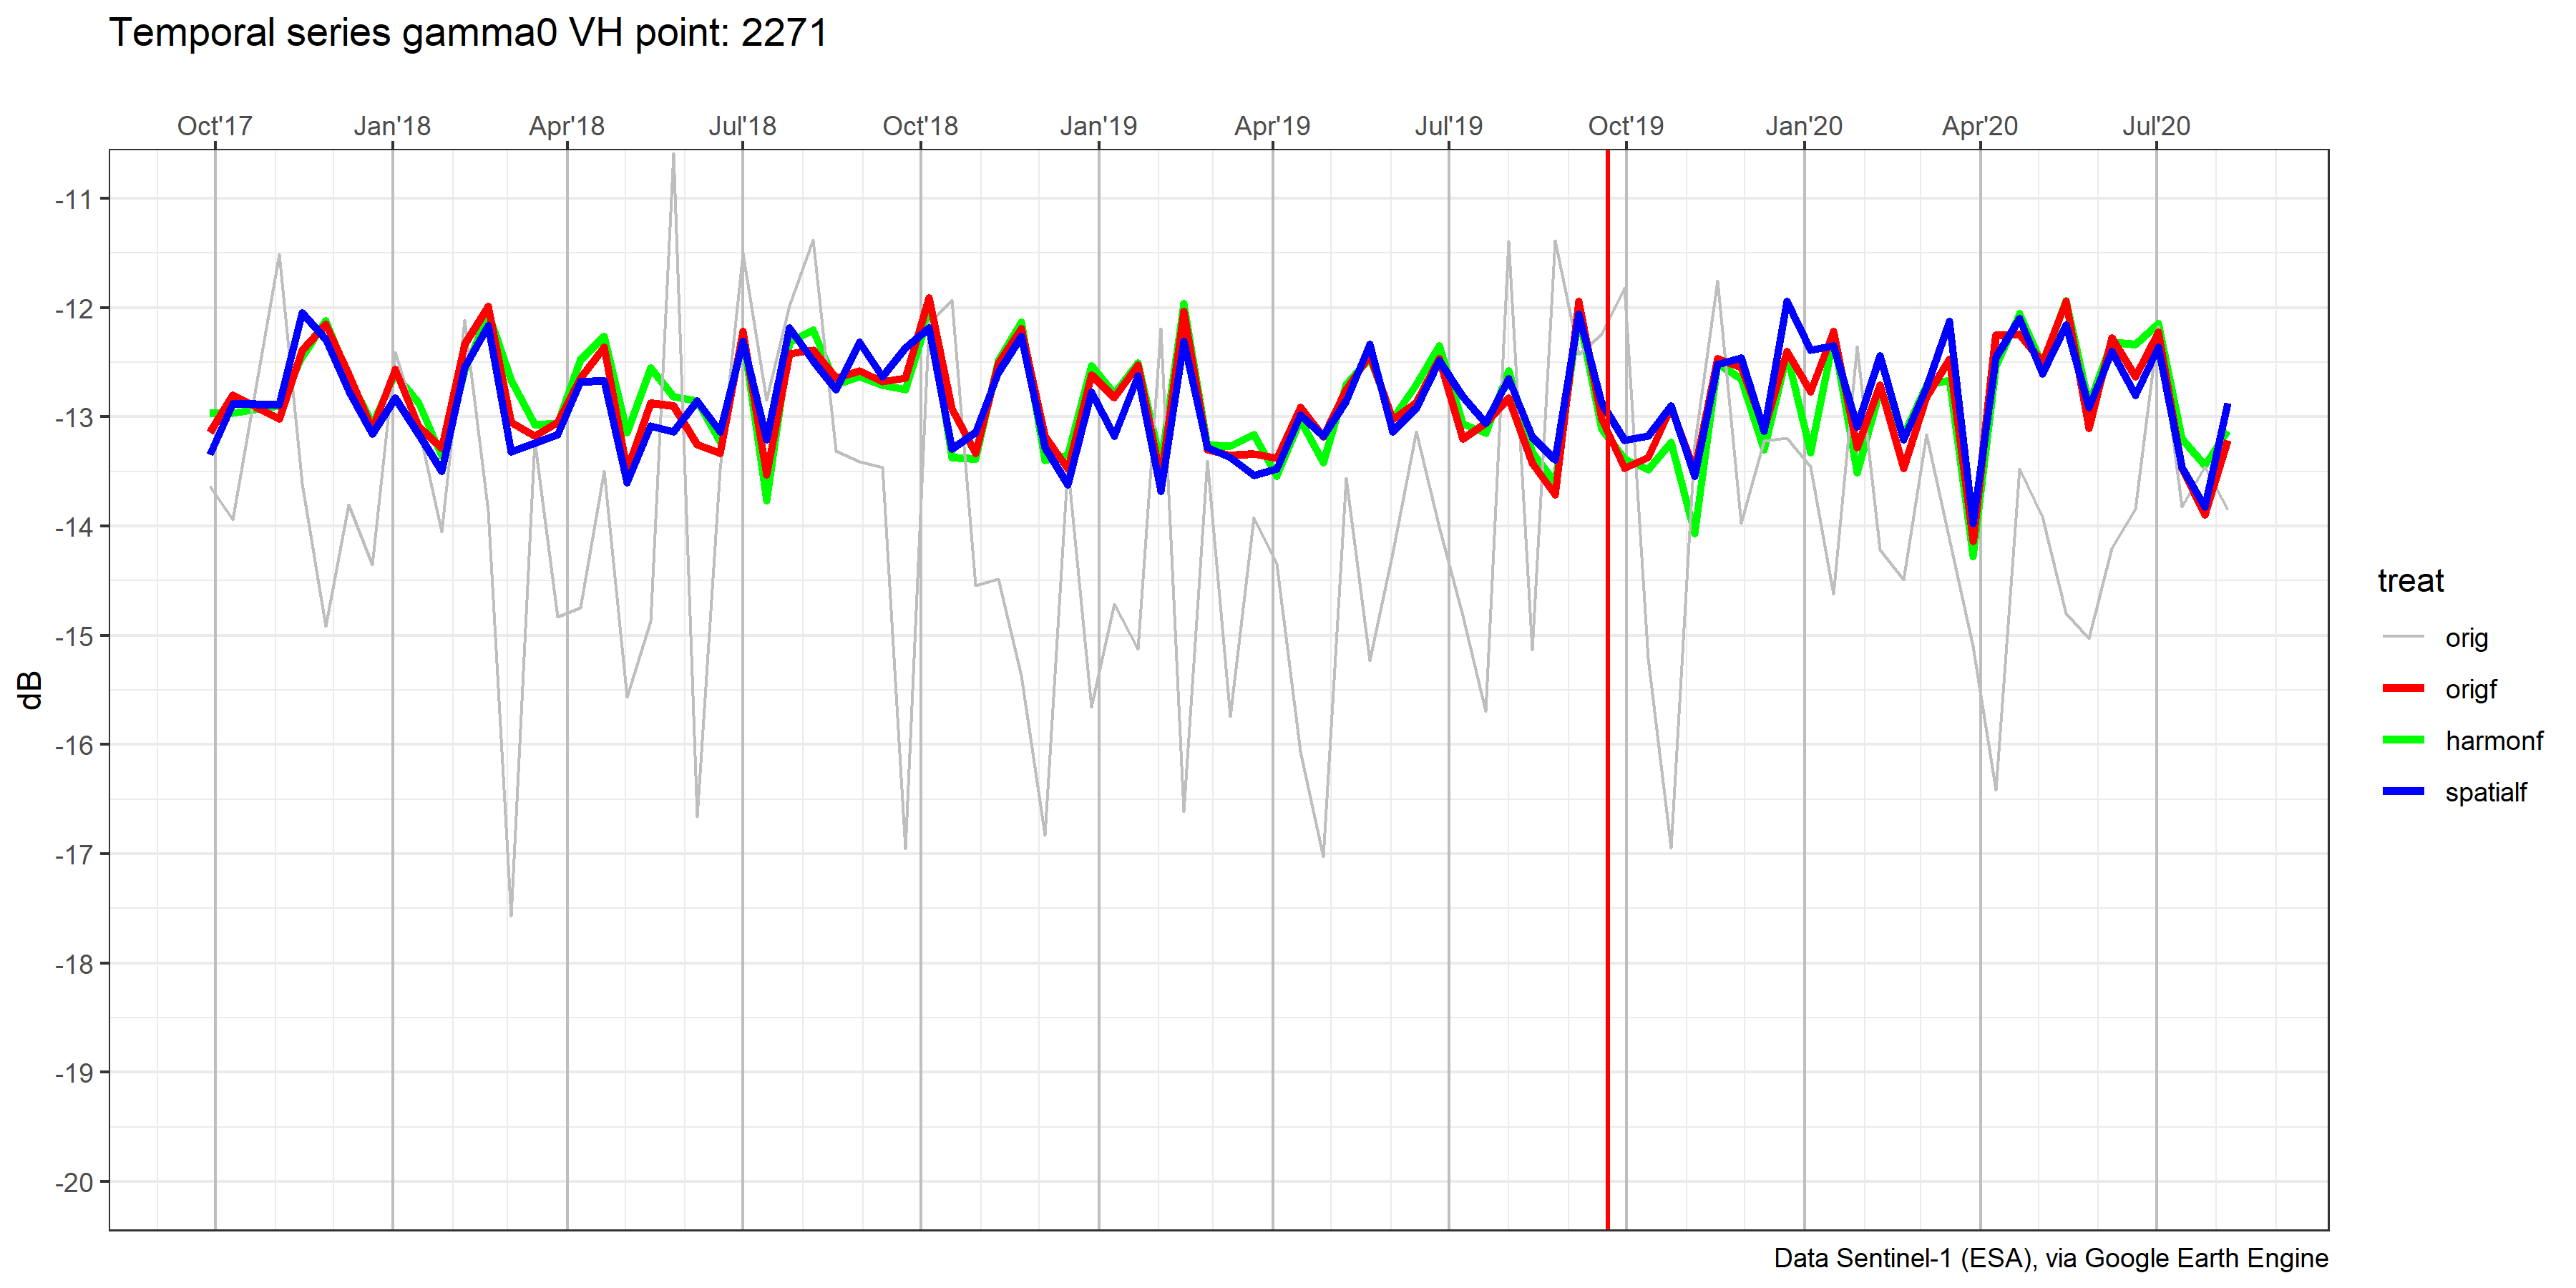 Temporal series gamma0 VH point: 2271
Oct'17 Jan'18 Apr'18 Jul'18 Oct'18 Jan'19 Apr'19 Jul'19 Oct'19 Jan'20 Apr'20 Jul'20
-11
-12
-13
-14
-15
-16
-17
-18
-19
-20
dB
treat
orig
origf
harmonf
spatialf
Data Sentinel-1 (ESA), via Google Earth Engine